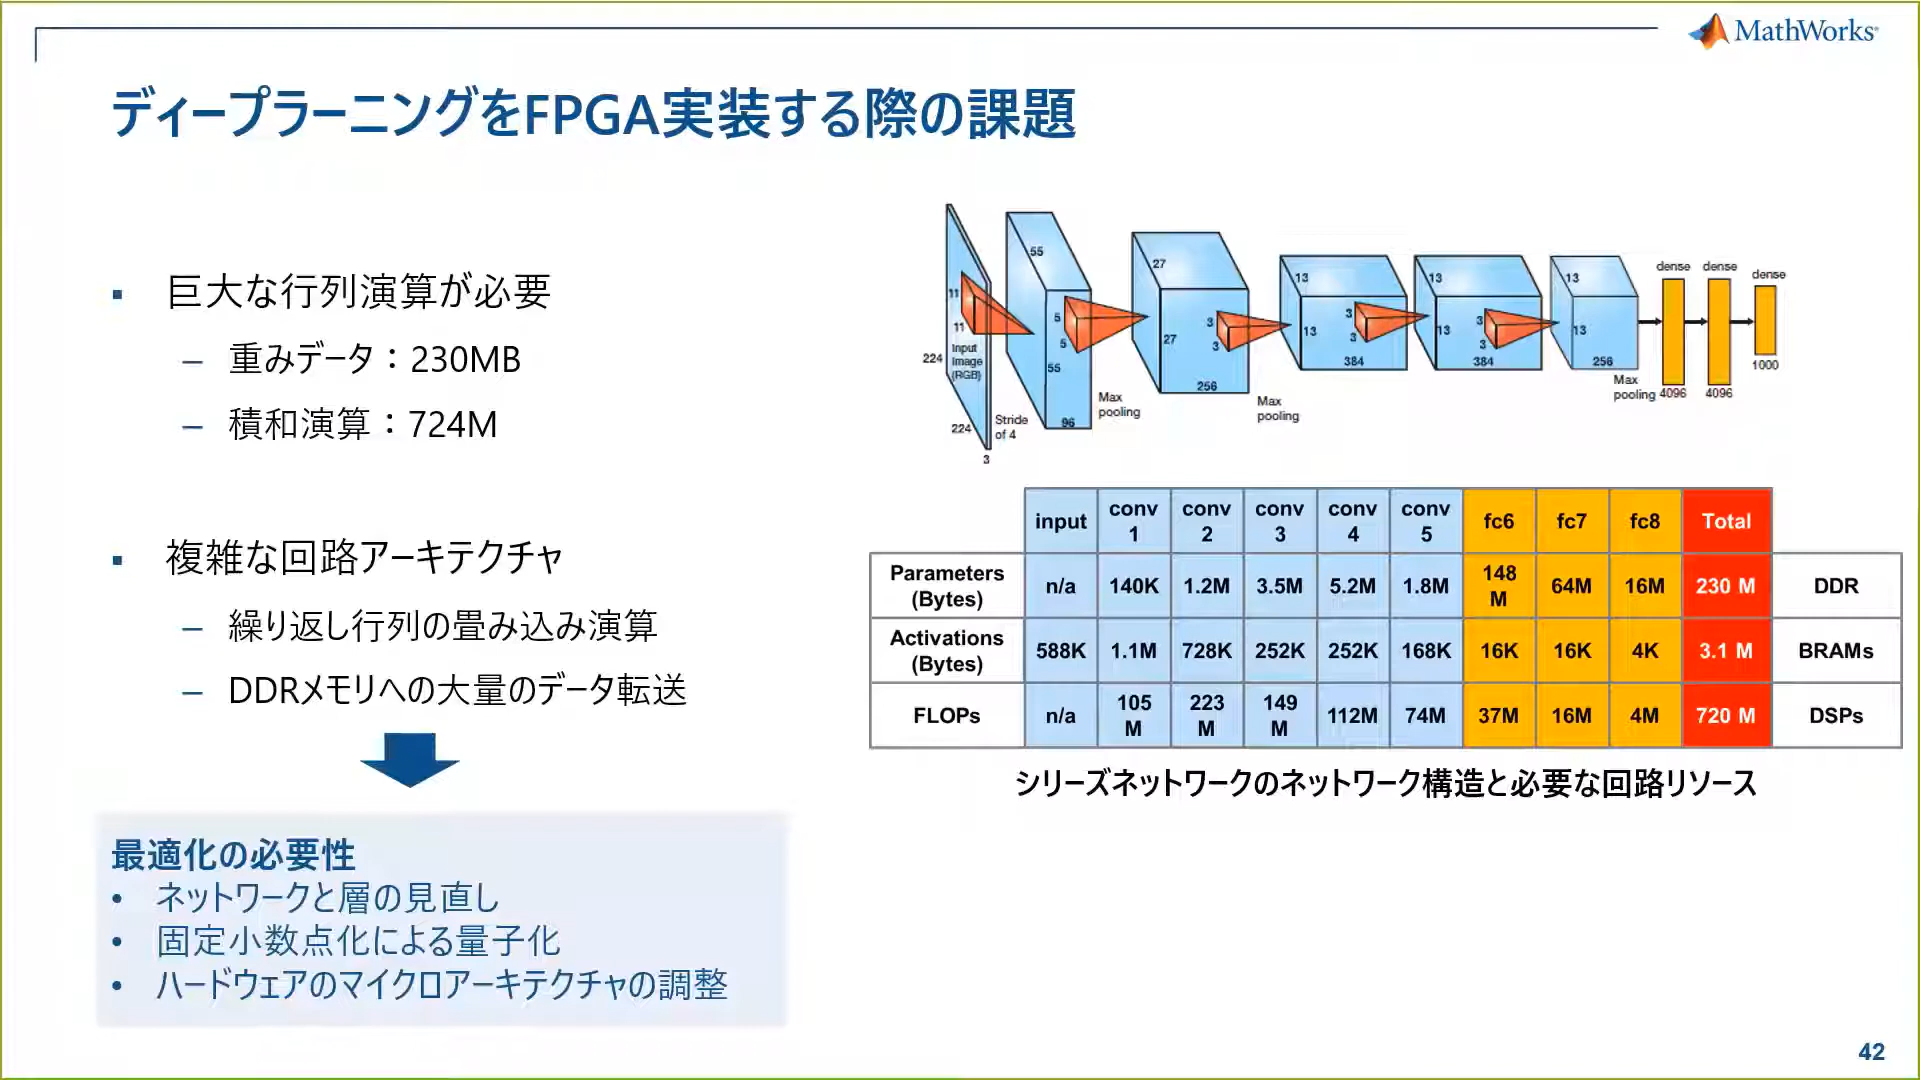 MathWorks
ディープラーニングをFPGA実装する際の課題
▪ 巨大な行列演算が必要
– 重みデータ：230MB
– 積和演算：724M
▪ 複雑な回路アーキテクチャ
– 繰り返し行列の畳み込み演算
– DDRメモリへの大量のデータ転送
最適化の必要性
• ネットワークと層の見直し
• 固定小数点化による量子化
• ハードウェアのマイクロアーキテクチャの調整
224
11
11
Input
Image
(RGB)
224
3
Stride
of 4
55
5
5
55
96
Max
pooling
27
3
3
27
256
Max
pooling
13
3
3
13
384
13
3
3
13
384
13
13
256
Max
pooling
dense
4096
dense
4096
dense
1000
input conv 1 conv 2 conv 3 conv 4 conv 5 fc6 fc7 fc8 Total
Parameters (Bytes) n/a 140K 1.2M 3.5M 5.2M 1.8M 148 M 64M 16M 230 M DDR
Activations (Bytes) 588K 1.1M 728K 252K 252K 168K 16K 16K 4K 3.1 M BRAMs
FLOPs n/a 105 M 223 M 149 M 112M 74M 37M 16M 4M 720 M DSPs
シリーズネットワークのネットワーク構造と必要な回路リソース
42